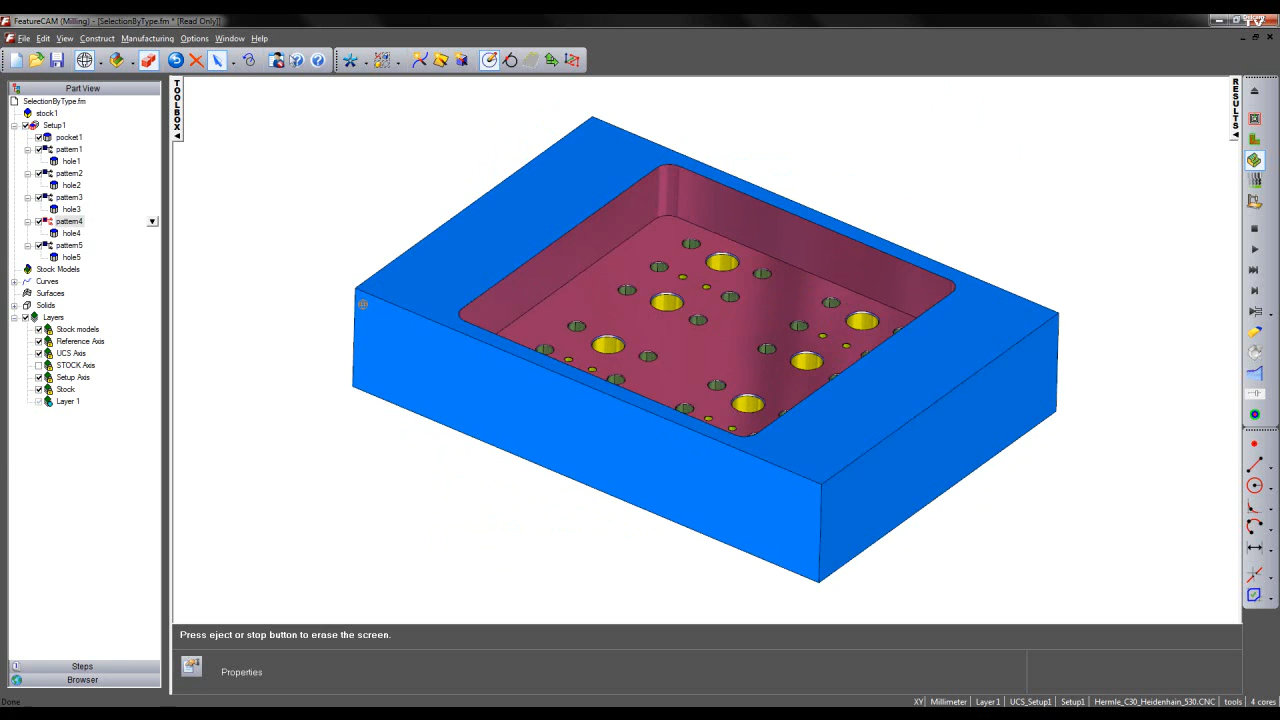 FeatureCAM (Milling) - [SelectionByType.fm * [Read Only]]
TV
File Edit View Construct Manufacturing Options Window Help
Part View
SelectionByType.fm
stock1
Setup1
pocket1
pattern1
hole1
pattern2
hole2
pattern3
hole3
pattern4
hole4
pattern5
hole5
Stock Models
Curves
Surfaces
Solids
Layers
Stock models
Reference Axis
UCS Axis
STOCK Axis
Setup Axis
Stock
Layer 1
Steps
Browser
TOOLBOX
RESULTS
Press eject or stop button to erase the screen.
Properties
Done
XY Millimeter Layer1 UCS_Setup1 Setup1 Hermle_C30_Heidenhain_530.CNC tools 4 cores